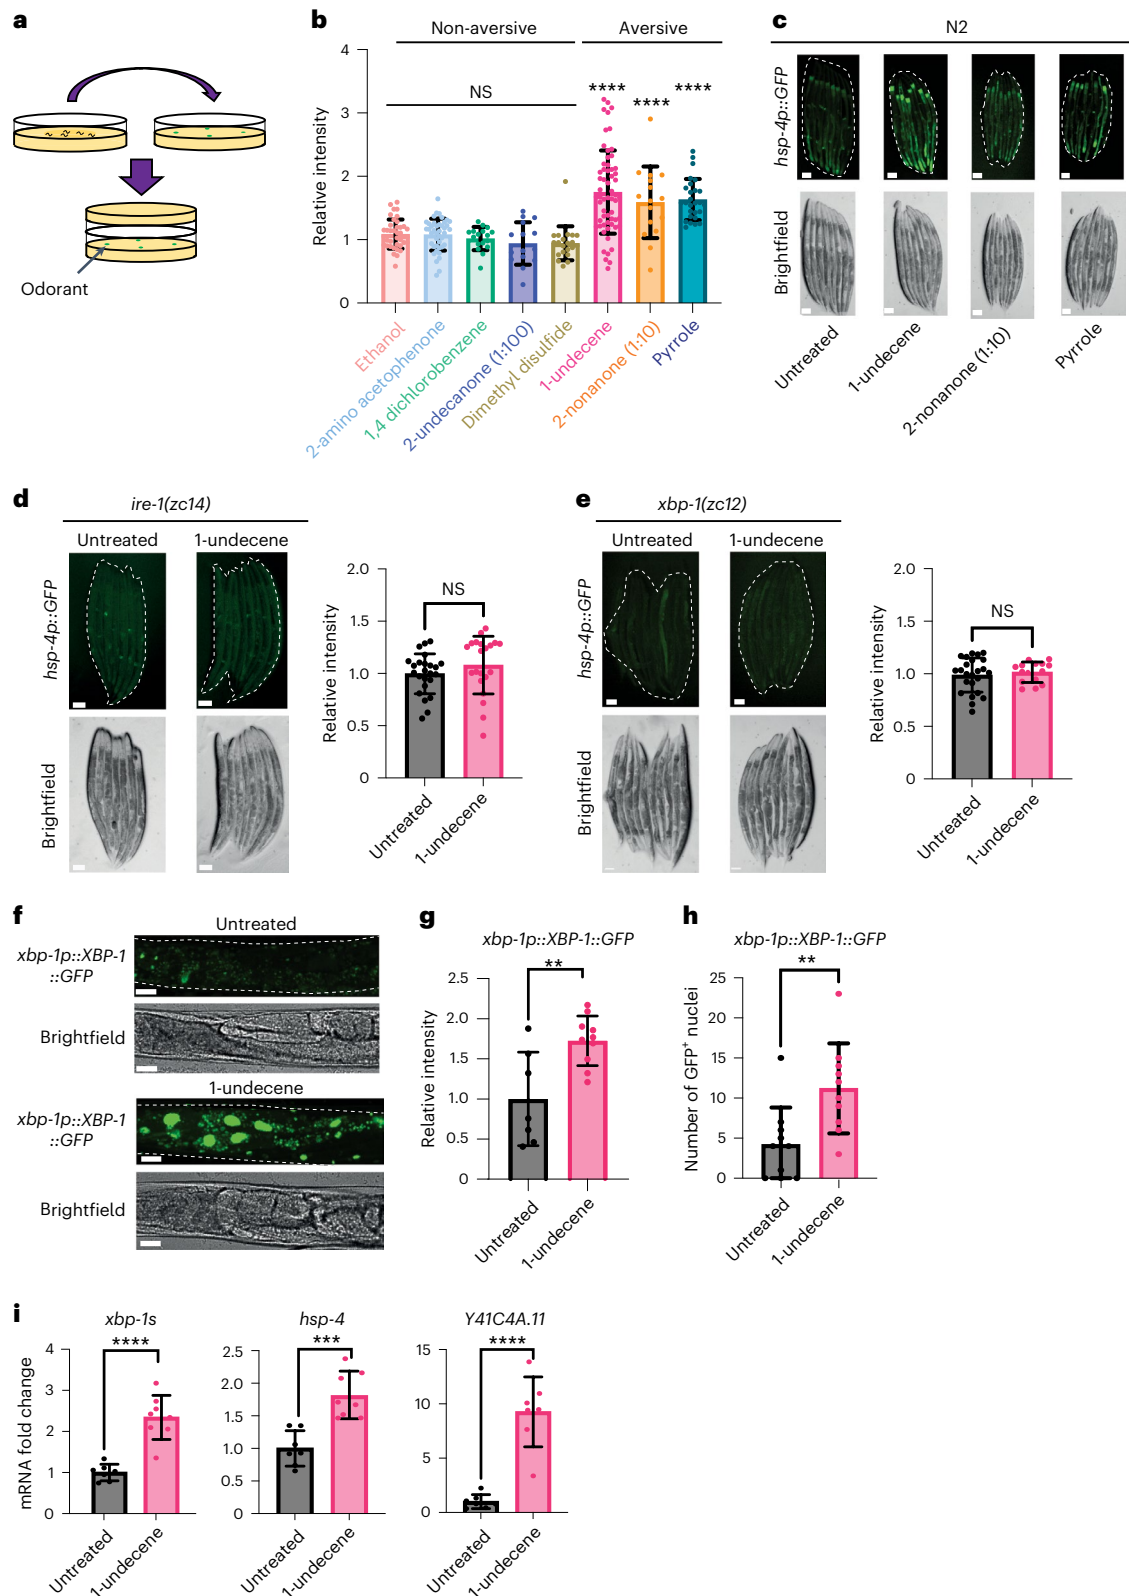 a
Odorant
b
Non-aversive
Aversive
Relative intensity
4
3
2
1
0
NS
****
****
****
Ethanol
2-amino acetophenone
1,4 dichlorobenzene
2-undecanone (1:100)
Dimethyl disulfide
1-undecene
2-nonanone (1:10)
Pyrrole
c
N2
hsp-4p::GFP
Brightfield
Untreated
1-undecene
2-nonanone (1:10)
Pyrrole
d
ire-1(zc14)
Untreated
1-undecene
hsp-4p::GFP
Brightfield
Relative intensity
2.0
1.5
1.0
0.5
0
NS
Untreated
1-undecene
e
xbp-1(zc12)
Untreated
1-undecene
hsp-4p::GFP
Brightfield
Relative intensity
2.0
1.5
1.0
0.5
0
NS
Untreated
1-undecene
f
Untreated
xbp-1p::XBP-1
::GFP
Brightfield
1-undecene
xbp-1p::XBP-1
::GFP
Brightfield
g
xbp-1p::XBP-1::GFP
Relative intensity
2.5
2.0
1.5
1.0
0.5
0
**
Untreated
1-undecene
h
xbp-1p::XBP-1::GFP
Number of GFP⁺ nuclei
25
20
15
10
5
0
**
Untreated
1-undecene
i
mRNA fold change
xbp-1s
4
3
2
1
0
****
Untreated
1-undecene
hsp-4
2.5
2.0
1.5
1.0
0.5
0
***
Untreated
1-undecene
Y41C4A.11
15
10
5
0
****
Untreated
1-undecene